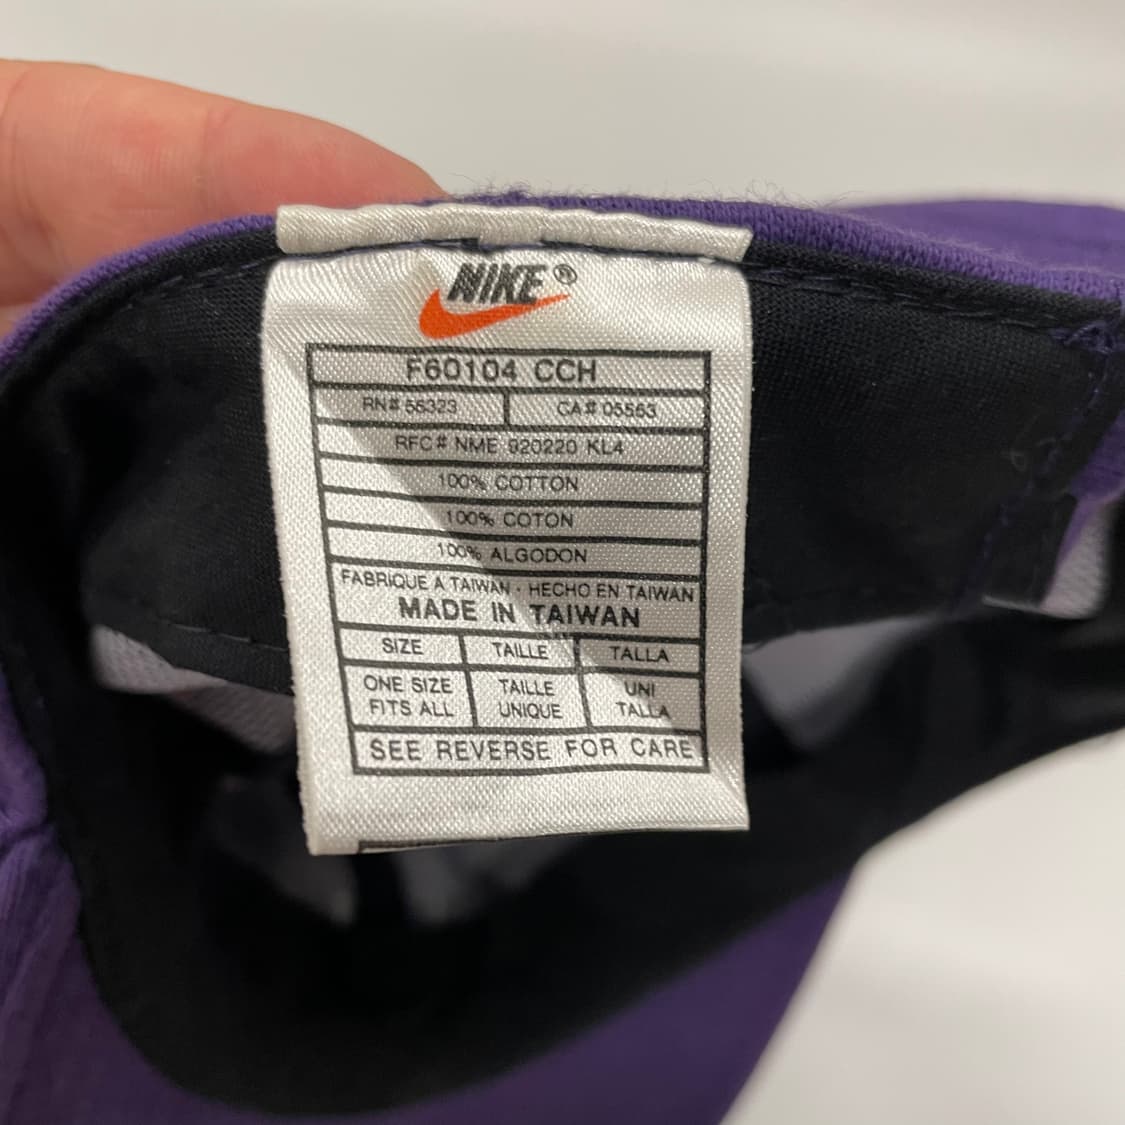 NIKE®
F60104 CCH
RN# 56323 CA# 05553
RFC# NME 920220 KL4
100% COTTON
100% COTON
100% ALGODON
FABRIQUE A TAIWAN · HECHO EN TAIWAN
MADE IN TAIWAN
SIZE TAILLE TALLA
ONE SIZE FITS ALL
TAILLE UNIQUE
UNI TALLA
SEE REVERSE FOR CARE